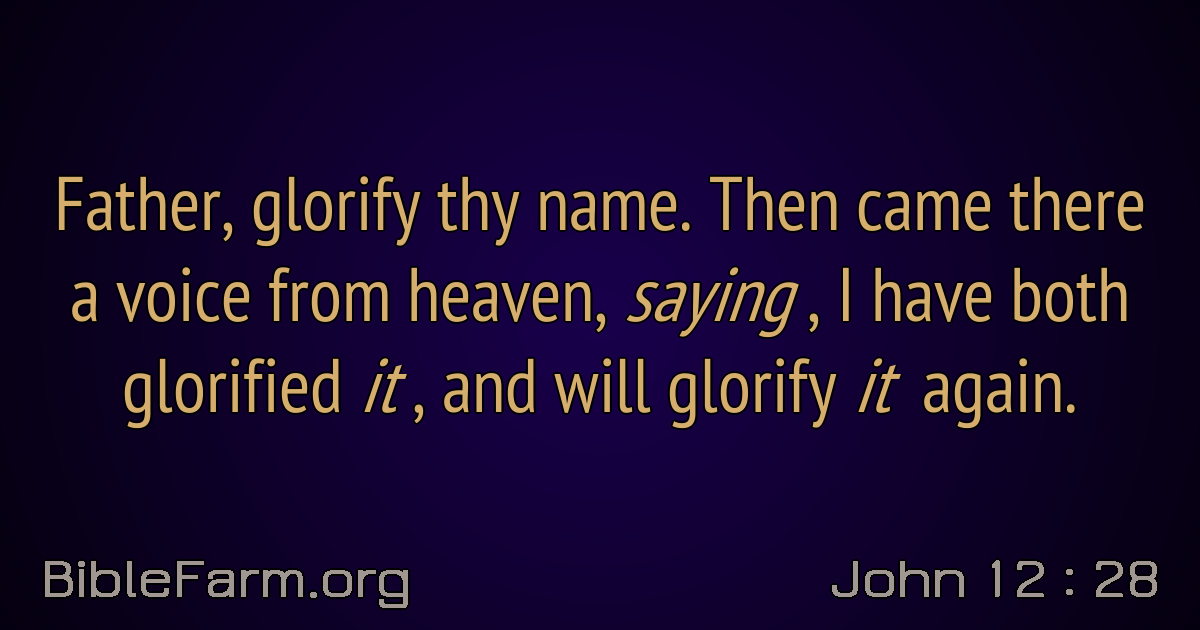 Father, glorify thy name. Then came there
a voice from heaven, saying , I have both
glorified it , and will glorify it again.
BibleFarm.org
John 12 : 28